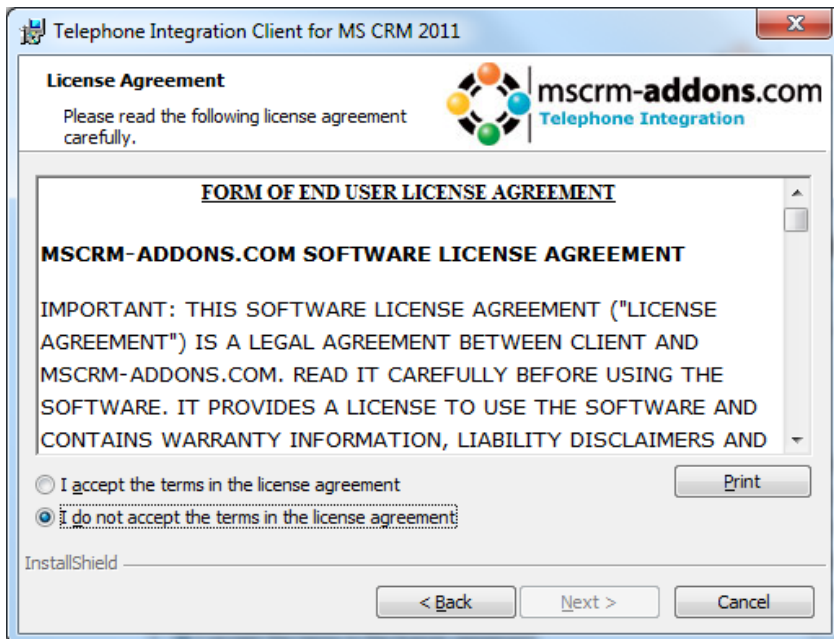 Telephone Integration Client for MS CRM 2011
License Agreement
Please read the following license agreement
carefully.
mscrm-addons.com
Telephone Integration
FORM OF END USER LICENSE AGREEMENT
MSCRM-ADDONS.COM SOFTWARE LICENSE AGREEMENT
IMPORTANT: THIS SOFTWARE LICENSE AGREEMENT ("LICENSE
AGREEMENT") IS A LEGAL AGREEMENT BETWEEN CLIENT AND
MSCRM-ADDONS.COM. READ IT CAREFULLY BEFORE USING THE
SOFTWARE. IT PROVIDES A LICENSE TO USE THE SOFTWARE AND
CONTAINS WARRANTY INFORMATION, LIABILITY DISCLAIMERS AND
I accept the terms in the license agreement
Print
I do not accept the terms in the license agreement
InstallShield
< Back
Next >
Cancel